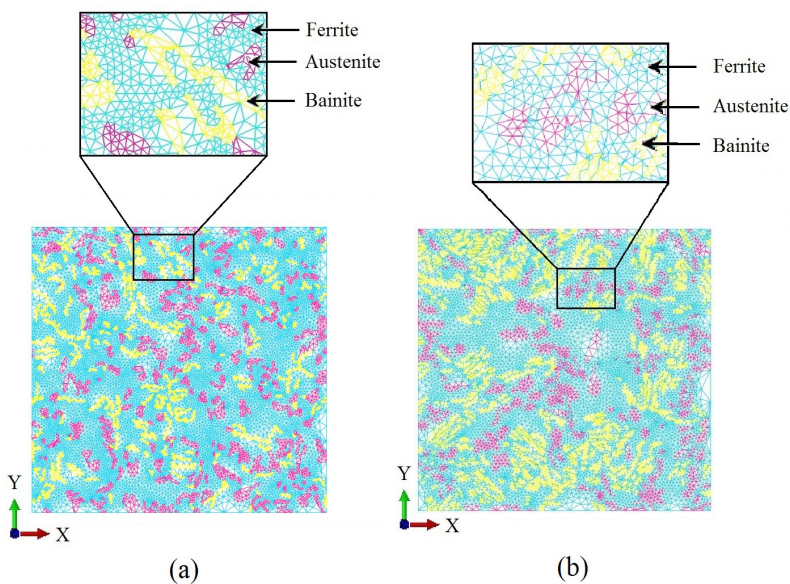 Ferrite
Austenite
Bainite
Ferrite
Austenite
Bainite
Y
X
Y
X
(a)
(b)